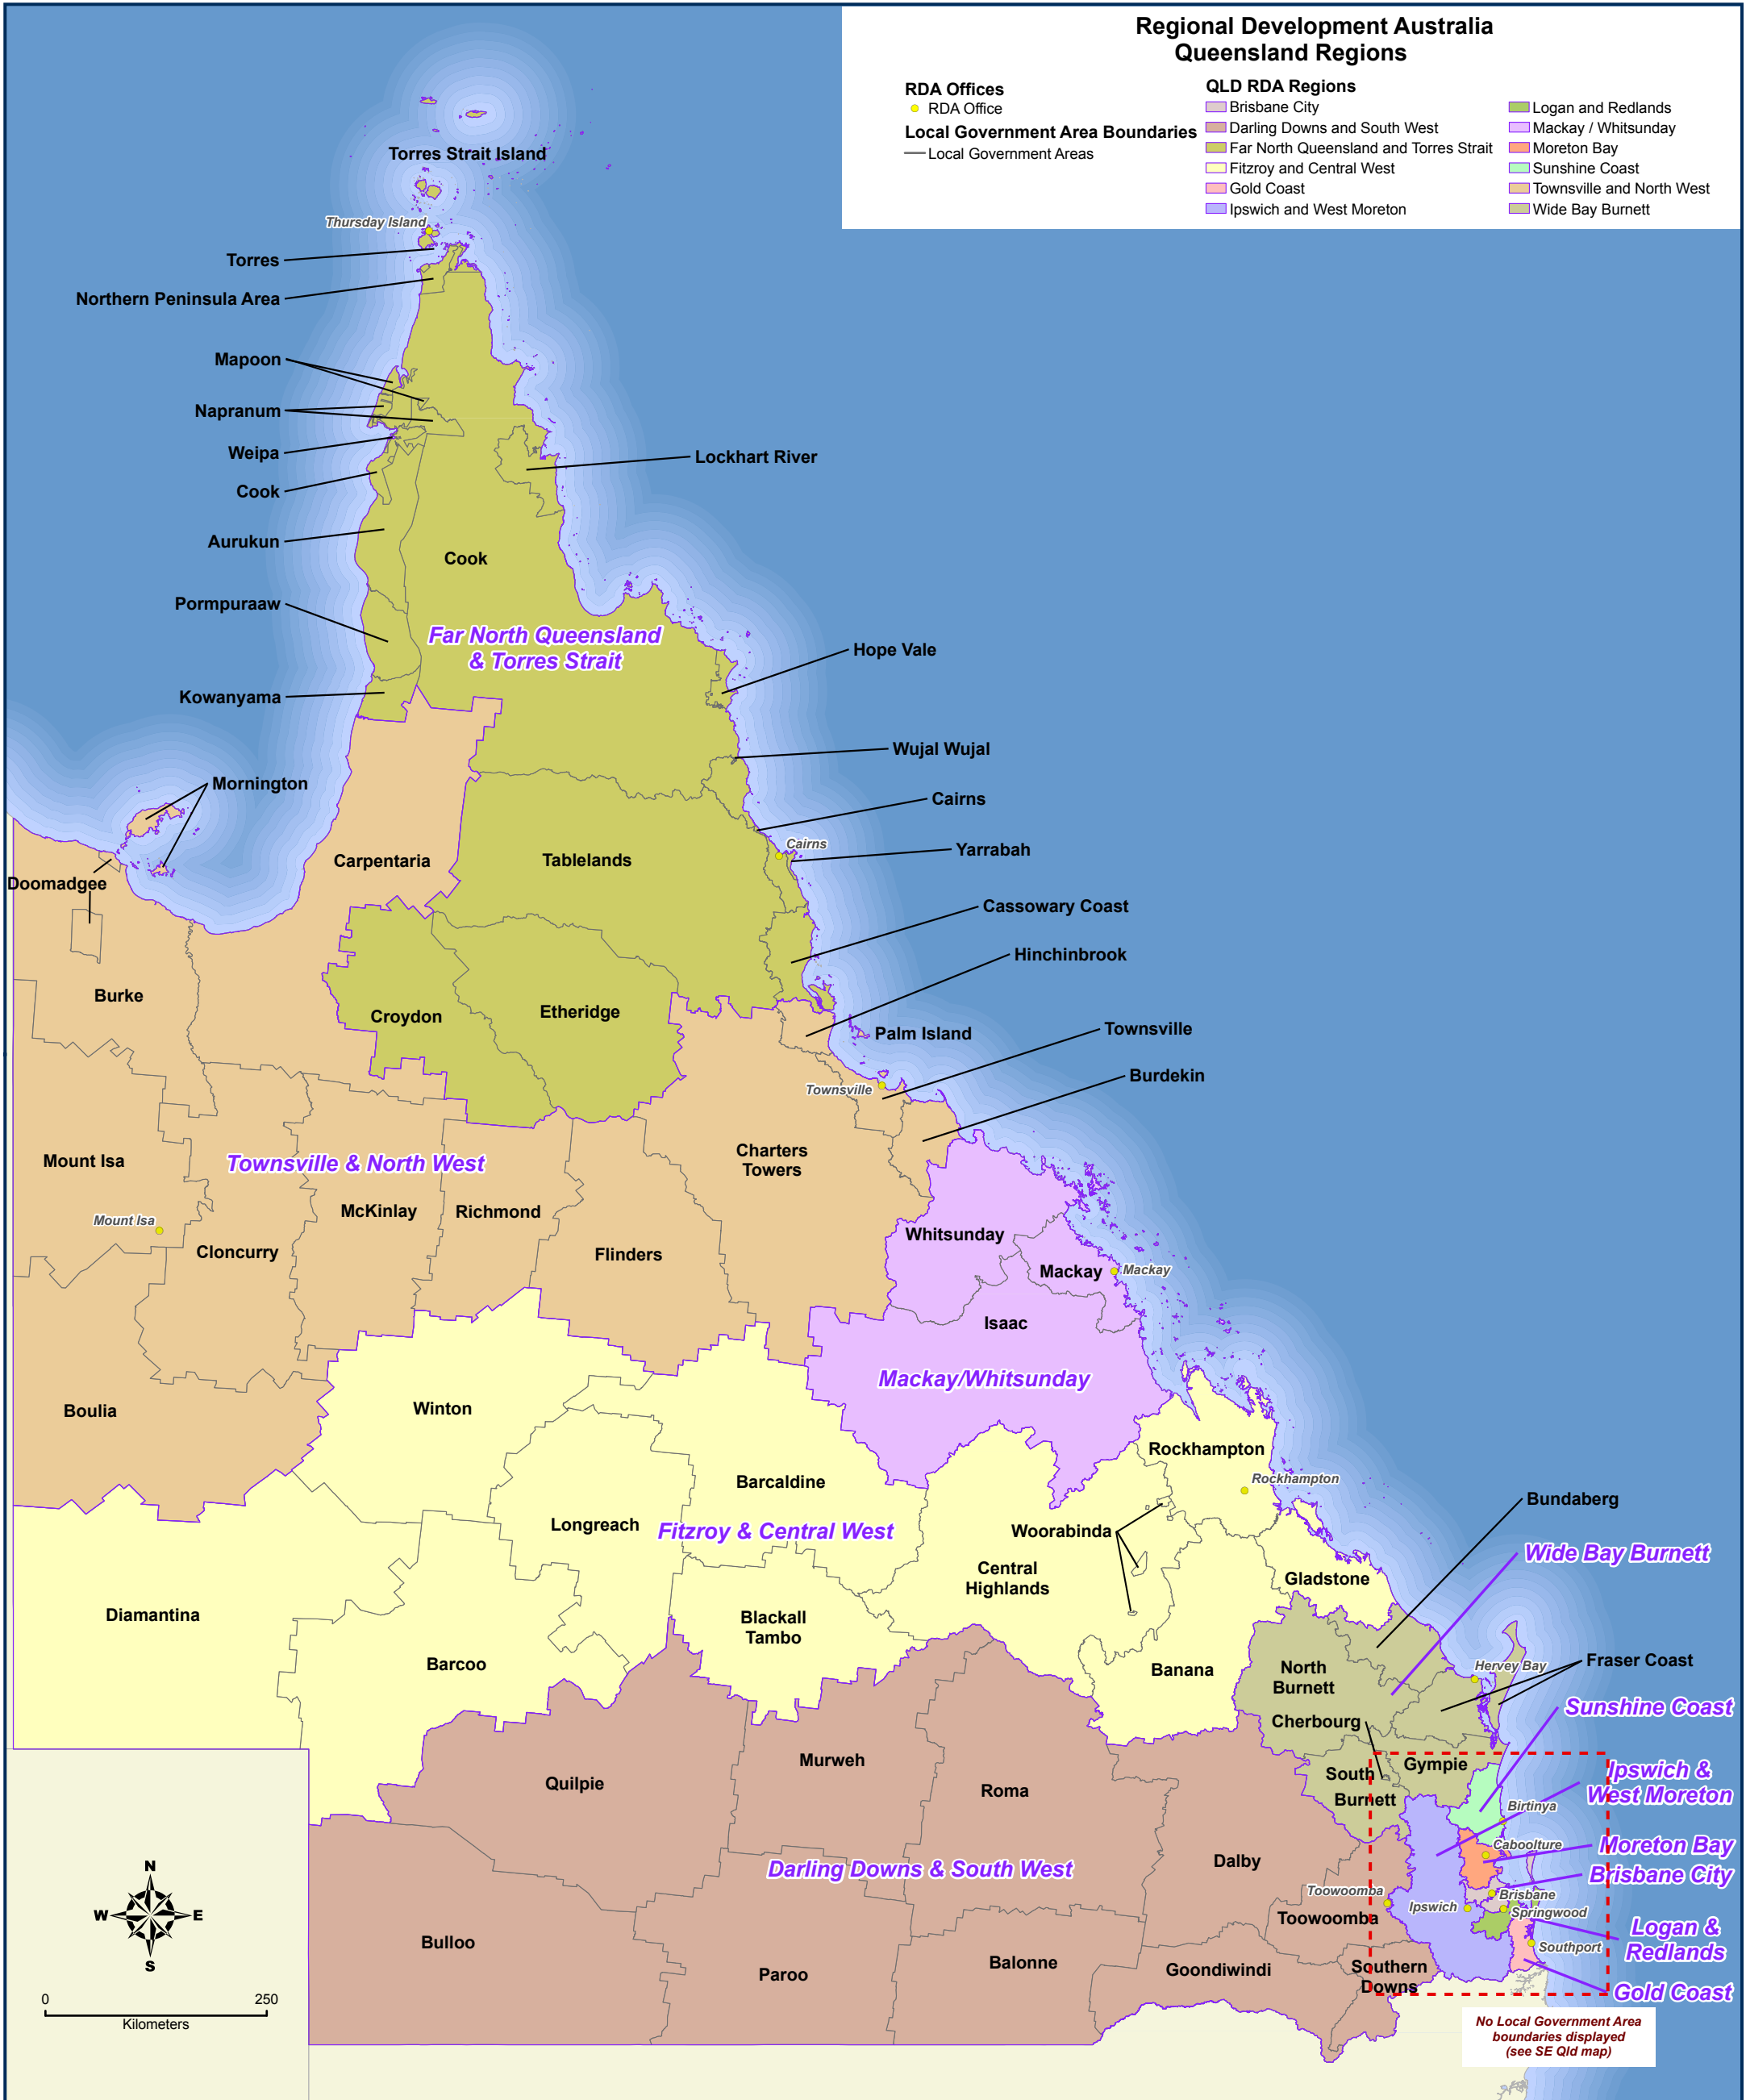 Regional Development Australia
Queensland Regions
RDA Offices
RDA Office
Local Government Area Boundaries
Local Government Areas
QLD RDA Regions
Brisbane City
Darling Downs and South West
Far North Queensland and Torres Strait
Fitzroy and Central West
Gold Coast
Ipswich and West Moreton
Logan and Redlands
Mackay / Whitsunday
Moreton Bay
Sunshine Coast
Townsville and North West
Wide Bay Burnett
Torres Strait Island
Thursday Island
Torres
Northern Peninsula Area
Mapoon
Napranum
Weipa
Lockhart River
Cook
Aurukun
Cook
Pormpuraaw
Far North Queensland
& Torres Strait
Hope Vale
Kowanyama
Wujal Wujal
Mornington
Cairns
Cairns
Yarrabah
Carpentaria
Tablelands
Doomadgee
Cassowary Coast
Hinchinbrook
Burke
Croydon
Etheridge
Palm Island
Townsville
Burdekin
Townsville
Mount Isa
Townsville & North West
Charters
Towers
McKinlay
Richmond
Mount Isa
Cloncurry
Flinders
Whitsunday
Mackay
Mackay
Isaac
Mackay/Whitsunday
Boulia
Winton
Rockhampton
Barcaldine
Rockhampton
Bundaberg
Longreach
Fitzroy & Central West
Woorabinda
Wide Bay Burnett
Central
Highlands
Gladstone
Diamantina
Blackall
Tambo
Barcoo
Banana
North
Burnett
Hervey Bay
Fraser Coast
Sunshine Coast
Cherbourg
Quilpie
Murweh
Roma
South
Burnett
Gympie
Ipswich &
West Moreton
Birtinya
Caboolture
Moreton Bay
Darling Downs & South West
Dalby
Brisbane City
Toowoomba
Brisbane
Ipswich
Springwood
Toowoomba
Logan &
Redlands
Bulloo
Southport
Paroo
Balonne
Goondiwindi
Southern
Downs
Gold Coast
N
W
E
S
0
250
Kilometers
No Local Government Area
boundaries displayed
(see SE Qld map)